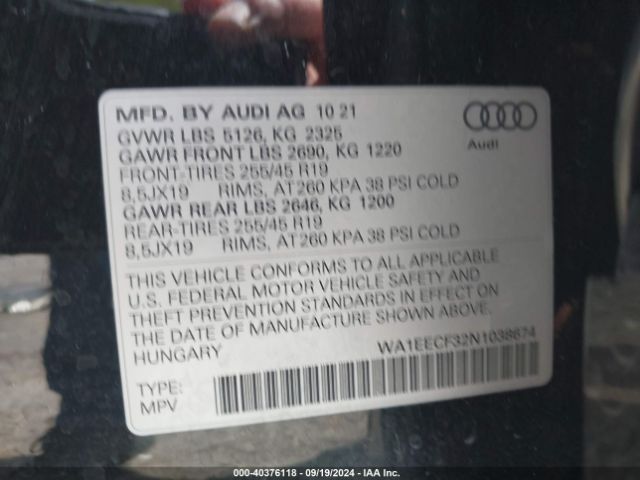 MFD. BY AUDI AG 10 21
GVWR LBS 5126, KG 2325
GAWR FRONT LBS 2690, KG 1220
FRONT-TIRES 255/45 R19
8,5JX19 RIMS, AT260 KPA 38 PSI COLD
GAWR REAR LBS 2646, KG 1200
REAR-TIRES 255/45 R19
8,5JX19 RIMS, AT260 KPA 38 PSI COLD
Audi
THIS VEHICLE CONFORMS TO ALL APPLICABLE
U.S. FEDERAL MOTOR VEHICLE SAFETY AND
THEFT PREVENTION STANDARDS IN EFFECT ON
THE DATE OF MANUFACTURE SHOWN ABOVE.
HUNGARY
WA1EECF32N1038674
TYPE:
MPV
000-40376118 - 09/19/2024 - IAA Inc.